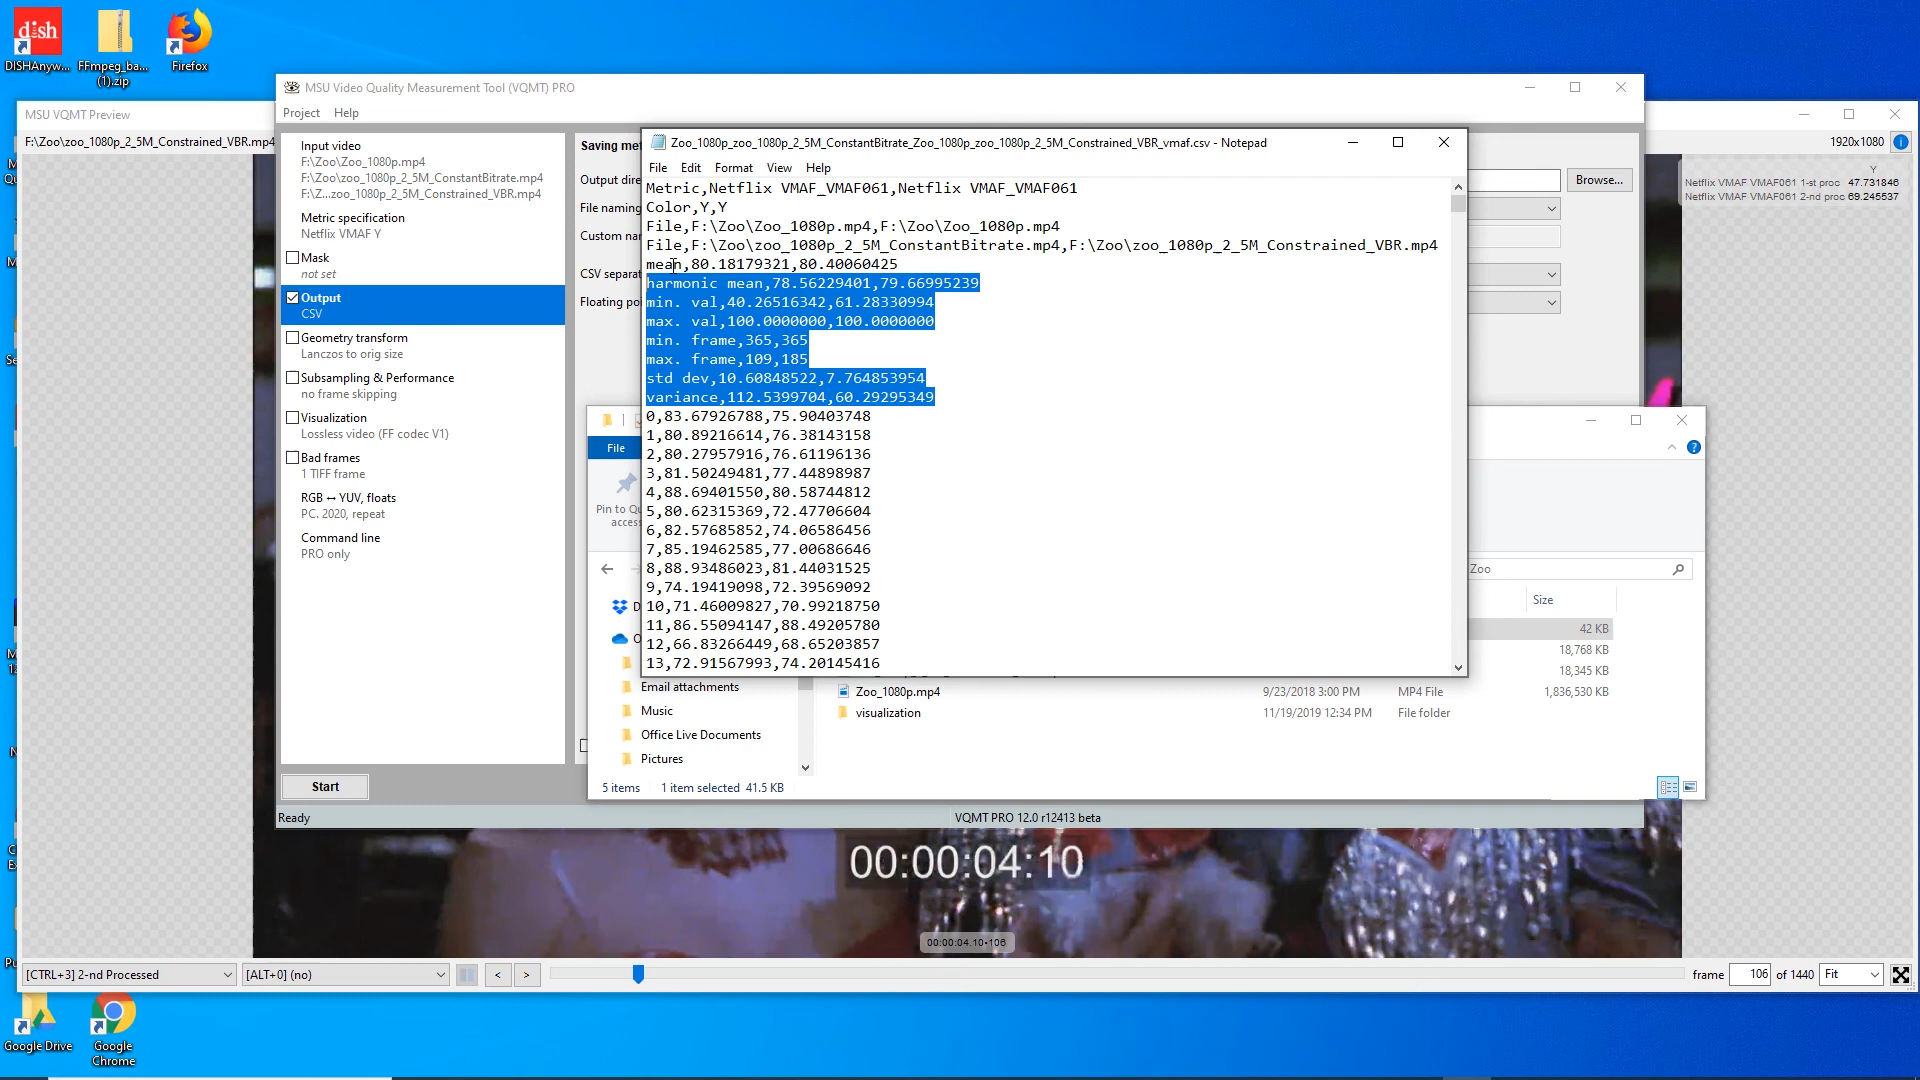 dish
DISHAnyw...
FFmpeg_ba...
(1).zip
Firefox
MSU VQMT Preview
F:\Zoo\zoo_1080p_2_5M_Constrained_VBR.mp4
MSU Video Quality Measurement Tool (VQMT) PRO
Project Help
Input video
F:\Zoo\Zoo_1080p.mp4
F:\Zoo\zoo_1080p_2_5M_ConstantBitrate.mp4
F:\Z...zoo_1080p_2_5M_Constrained_VBR.mp4
Metric specification
Netflix VMAF Y
Mask
not set
Output
CSV
Geometry transform
Lanczos to orig size
Subsampling & Performance
no frame skipping
Visualization
Lossless video (FF codec V1)
Bad frames
1 TIFF frame
RGB ↔ YUV, floats
PC. 2020, repeat
Command line
PRO only
Start
Ready
VQMT PRO 12.0 r12413 beta
Browse...
1920x1080
Y
Netflix VMAF VMAF061 1-st proc 47.731846
Netflix VMAF VMAF061 2-nd proc 69.245537
Zoo_1080p_zoo_1080p_2_5M_ConstantBitrate_Zoo_1080p_zoo_1080p_2_5M_Constrained_VBR_vmaf.csv - Notepad
File Edit Format View Help
Metric,Netflix VMAF_VMAF061,Netflix VMAF_VMAF061
Color,Y,Y
File,F:\Zoo\Zoo_1080p.mp4,F:\Zoo\Zoo_1080p.mp4
File,F:\Zoo\zoo_1080p_2_5M_ConstantBitrate.mp4,F:\Zoo\zoo_1080p_2_5M_Constrained_VBR.mp4
mean,80.18179321,80.40060425
harmonic mean,78.56229401,79.66995239
min. val,40.26516342,61.28330994
max. val,100.0000000,100.0000000
min. frame,365,365
max. frame,109,185
std dev,10.60848522,7.764853954
variance,112.5399704,60.29295349
0,83.67926788,75.90403748
1,80.89216614,76.38143158
2,80.27957916,76.61196136
3,81.50249481,77.44898987
4,88.69401550,80.58744812
5,80.62315369,72.47706604
6,82.57685852,74.06586456
7,85.19462585,77.00686646
8,88.93486023,81.44031525
9,74.19419098,72.39569092
10,71.46009827,70.99218750
11,86.55094147,88.49205780
12,66.83266449,68.65203857
13,72.91567993,74.20145416
File
Pin to Qu
access
Zoo
Size
42 KB
18,768 KB
18,345 KB
Email attachments
Music
Office Live Documents
Pictures
Zoo_1080p.mp4 9/23/2018 3:00 PM MP4 File 1,836,530 KB
visualization 11/19/2019 12:34 PM File folder
5 items 1 item selected 41.5 KB
00:00:04:10
00:00:04.10•106
[CTRL+3] 2-nd Processed
[ALT+0] (no)
< >
frame 106 of 1440 Fit
Google Drive
Google
Chrome